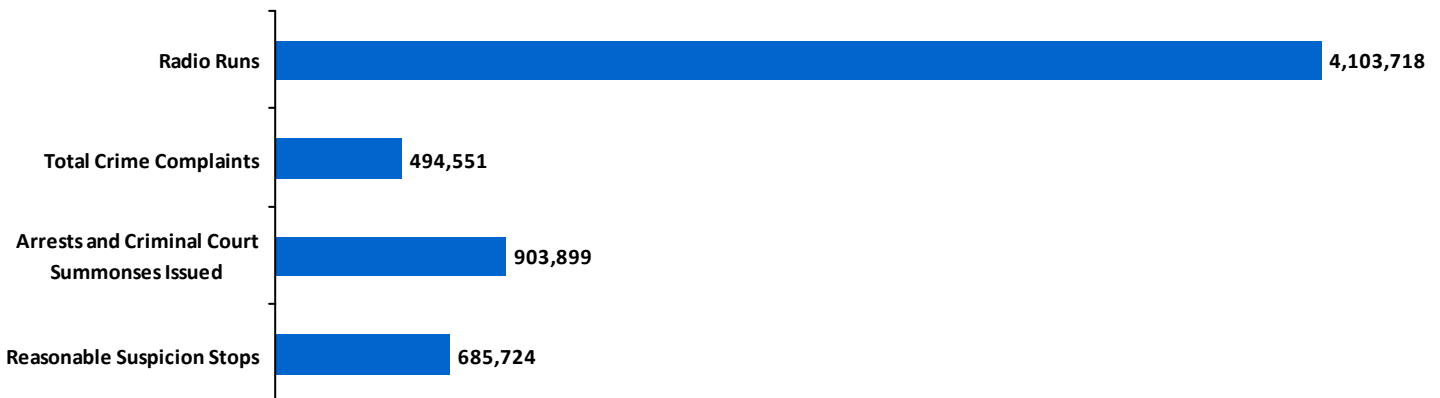 Radio Runs
4,103,718
Total Crime Complaints
494,551
Arrests and Criminal Court
Summonses Issued
903,899
Reasonable Suspicion Stops
685,724